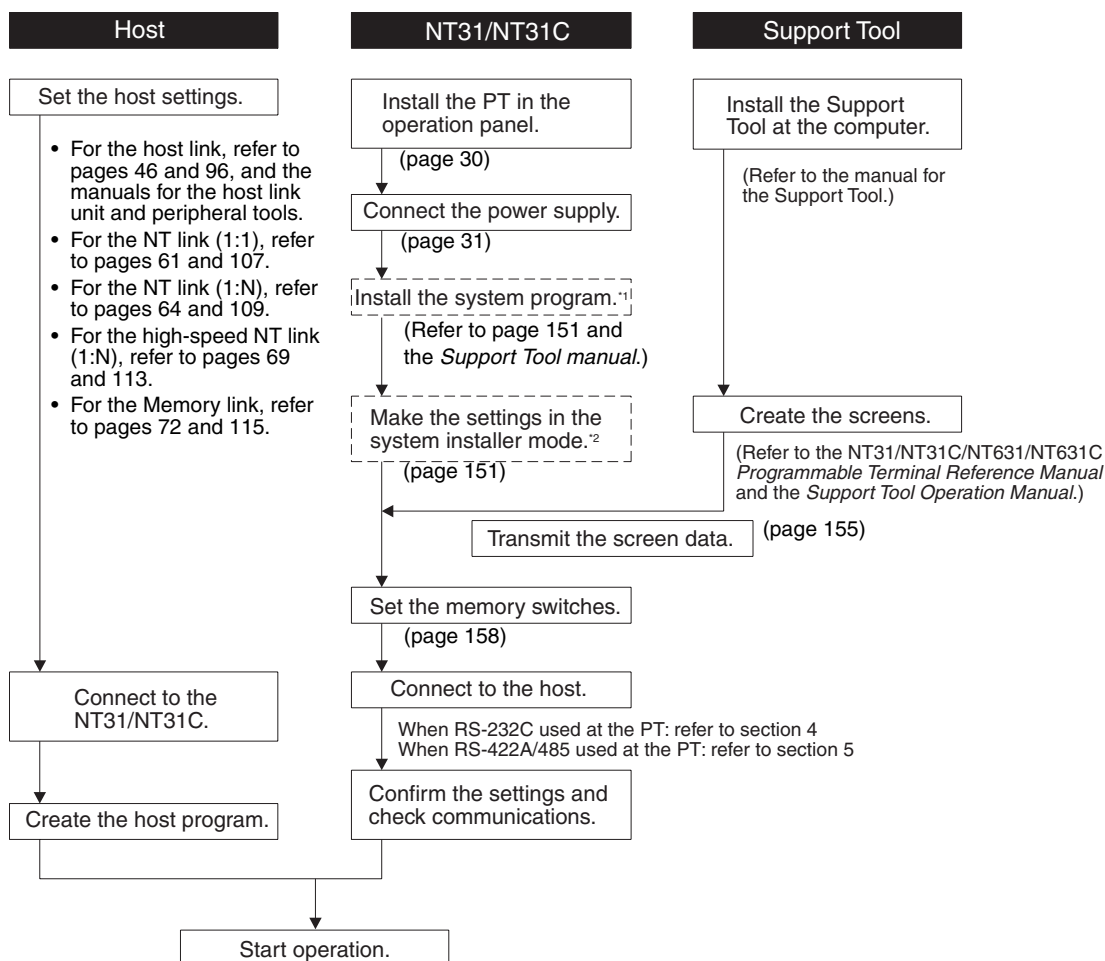 Host
Set the host settings.
• For the host link, refer to
pages 46 and 96, and the
manuals for the host link
unit and peripheral tools.
• For the NT link (1:1), refer
to pages 61 and 107.
• For the NT link (1:N), refer
to pages 64 and 109.
• For the high-speed NT link
(1:N), refer to pages 69
and 113.
• For the Memory link, refer
to pages 72 and 115.
Connect to the
NT31/NT31C.
Create the host program.
NT31/NT31C
Install the PT in the
operation panel.
(page 30)
Connect the power supply.
(page 31)
Install the system program.*1
(Refer to page 151 and
the Support Tool manual.)
Make the settings in the
system installer mode.*2
(page 151)
Support Tool
Install the Support
Tool at the computer.
(Refer to the manual for
the Support Tool.)
Create the screens.
(Refer to the NT31/NT31C/NT631/NT631C
Programmable Terminal Reference Manual
and the Support Tool Operation Manual.)
Transmit the screen data.
(page 155)
Set the memory switches.
(page 158)
Connect to the host.
When RS-232C used at the PT: refer to section 4
When RS-422A/485 used at the PT: refer to section 5
Confirm the settings and
check communications.
Start operation.